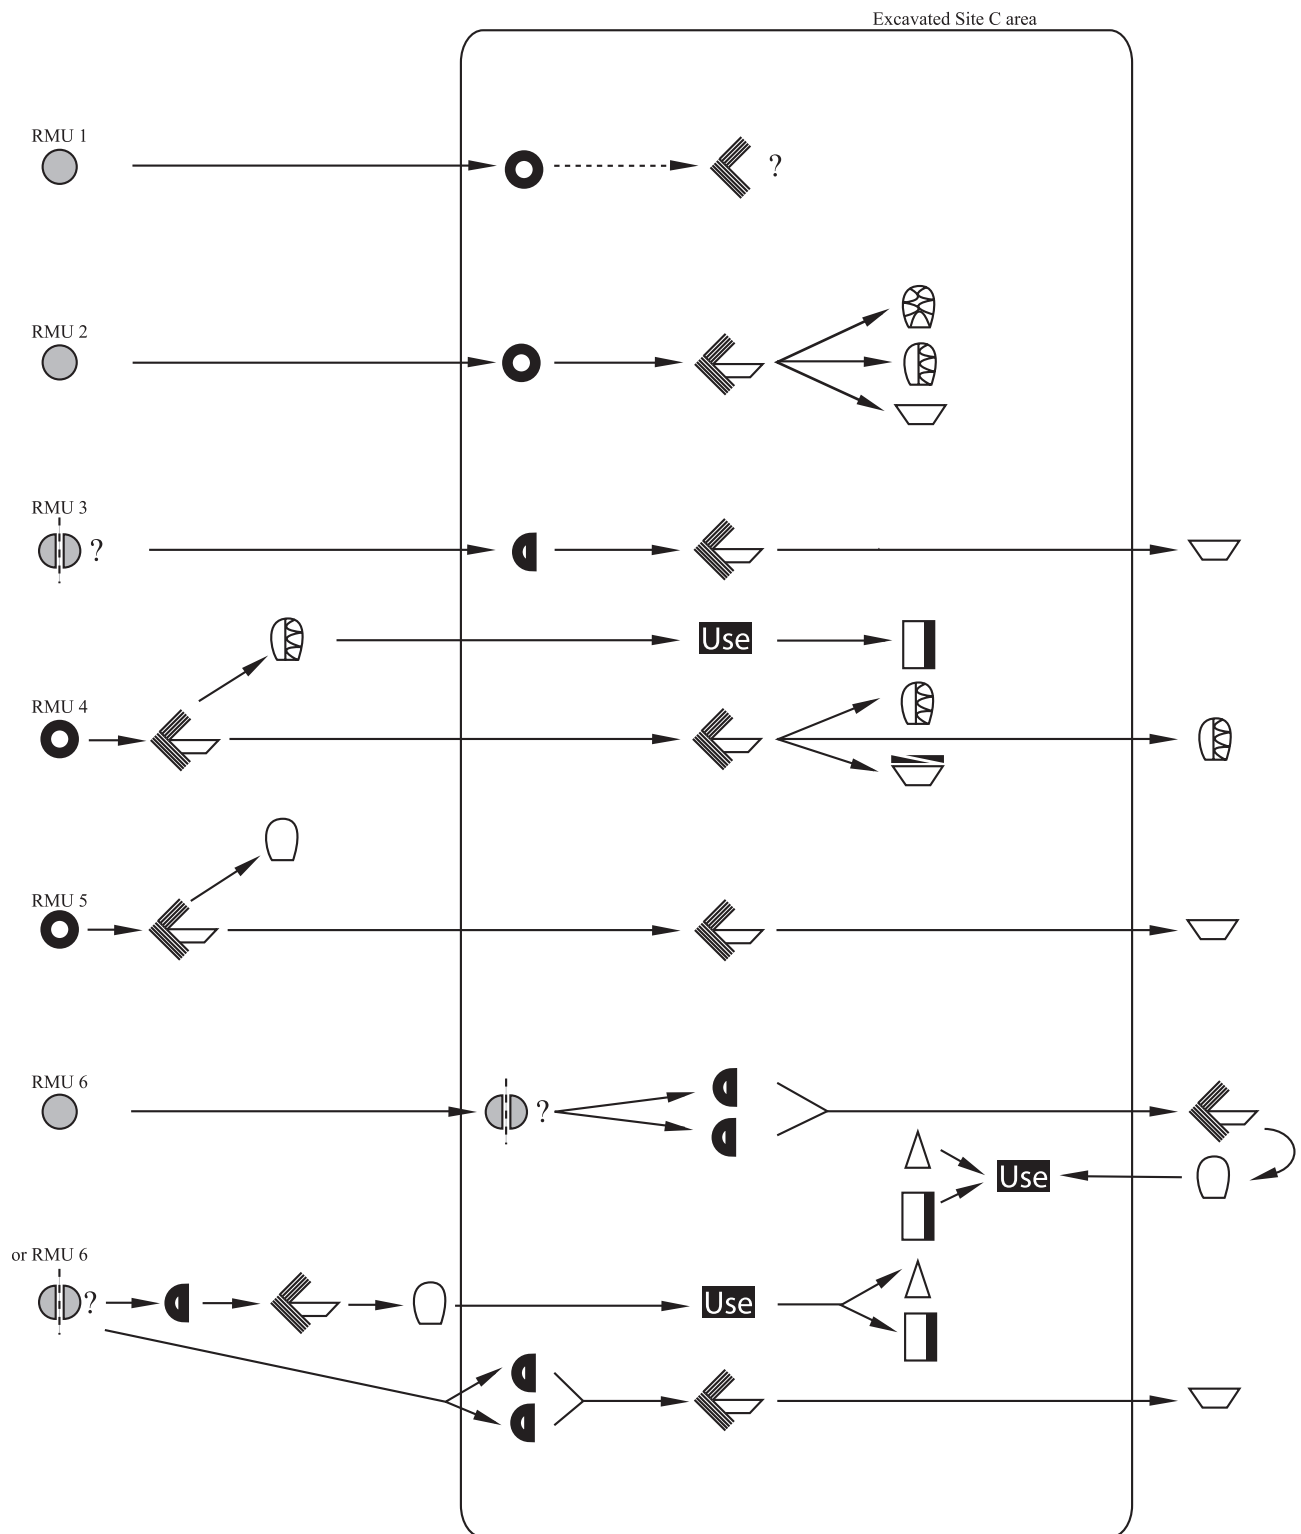 Excavated Site C area
RMU 1
?
RMU 2
RMU 3
?
Use
RMU 4
RMU 5
RMU 6
?
Use
or RMU 6
?
Use